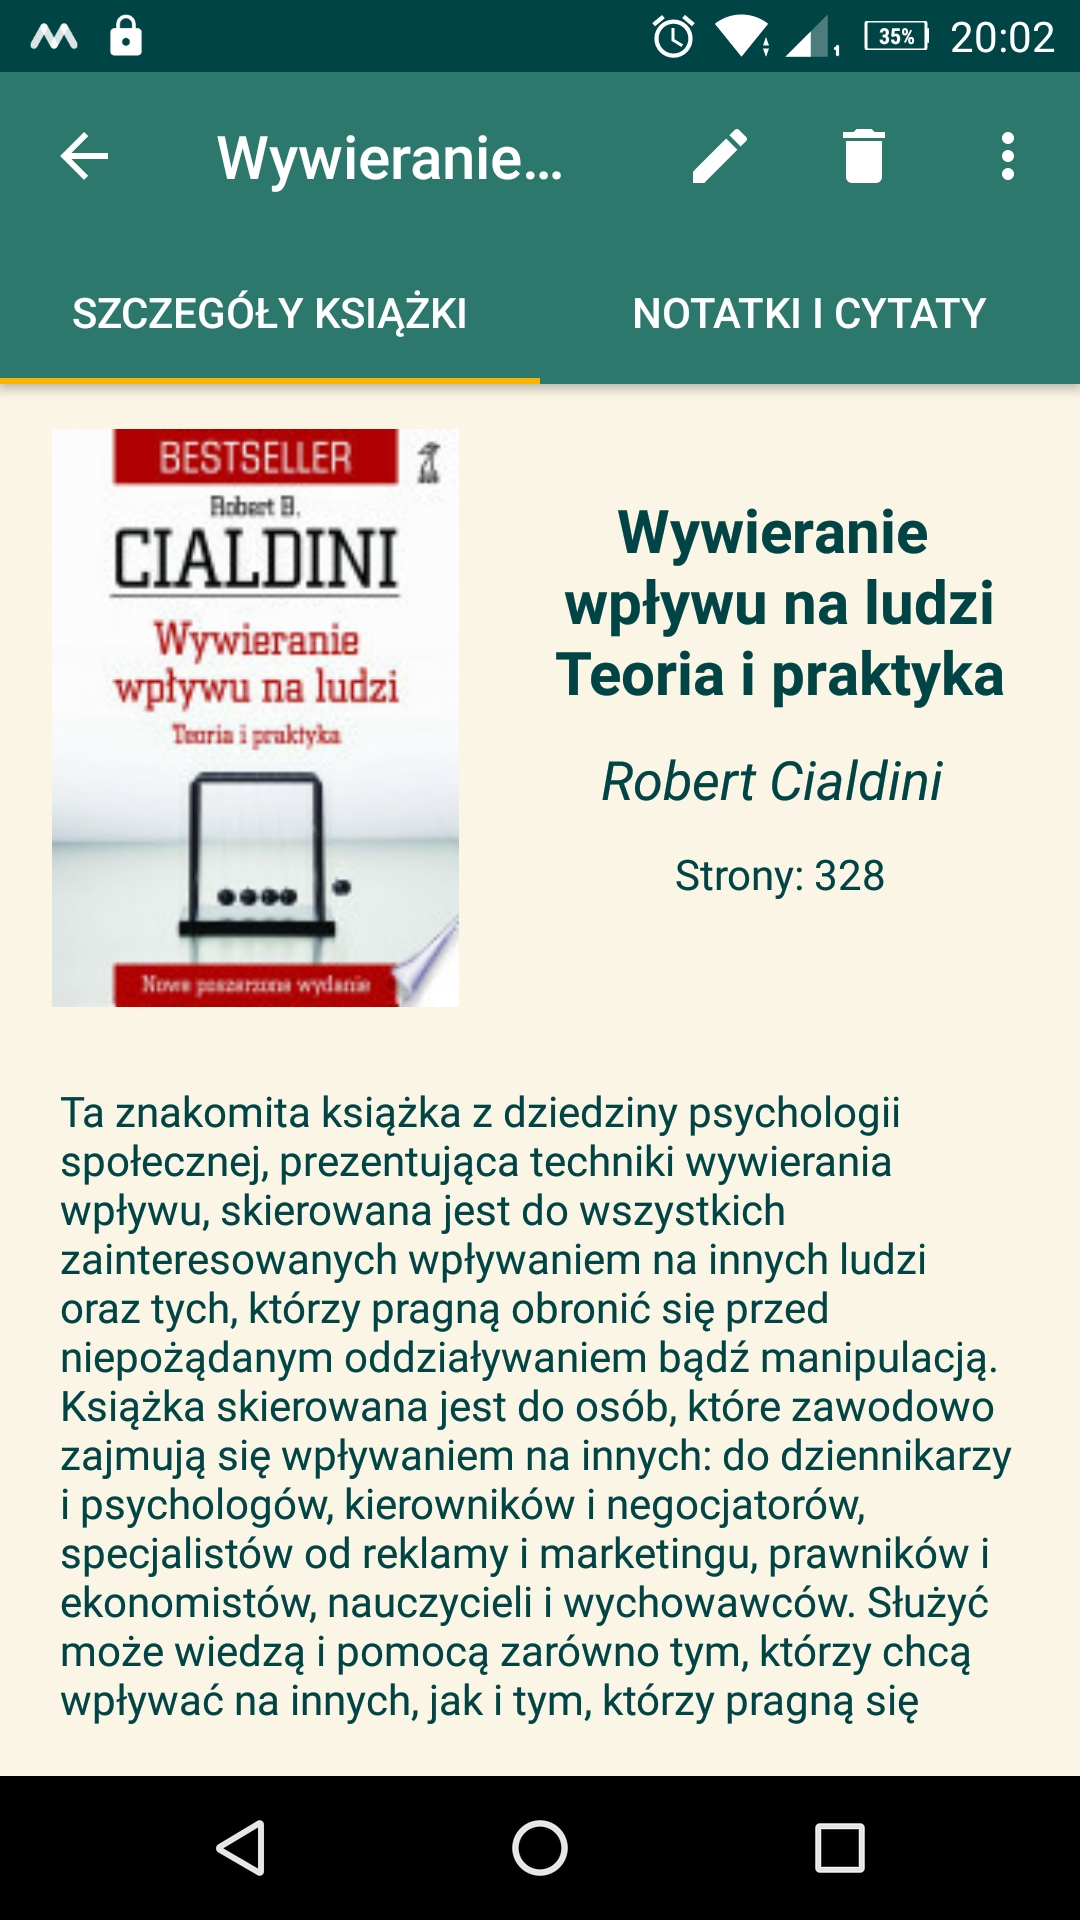 35%
20:02
Wywieranie...
SZCZEGÓŁY KSIĄŻKI
NOTATKI I CYTATY
BESTSELLER
Robert B.
CIALDINI
Wywieranie
wpływu na ludzi
Teoria i praktyka
Nowe poszerzone wydanie
Wywieranie
wpływu na ludzi
Teoria i praktyka
Robert Cialdini
Strony: 328
Ta znakomita książka z dziedziny psychologii
społecznej, prezentująca techniki wywierania
wpływu, skierowana jest do wszystkich
zainteresowanych wpływaniem na innych ludzi
oraz tych, którzy pragną obronić się przed
niepożądanym oddziaływaniem bądź manipulacją.
Książka skierowana jest do osób, które zawodowo
zajmują się wpływaniem na innych: do dziennikarzy
i psychologów, kierowników i negocjatorów,
specjalistów od reklamy i marketingu, prawników i
ekonomistów, nauczycieli i wychowawców. Służyć
może wiedzą i pomocą zarówno tym, którzy chcą
wpływać na innych, jak i tym, którzy pragną się